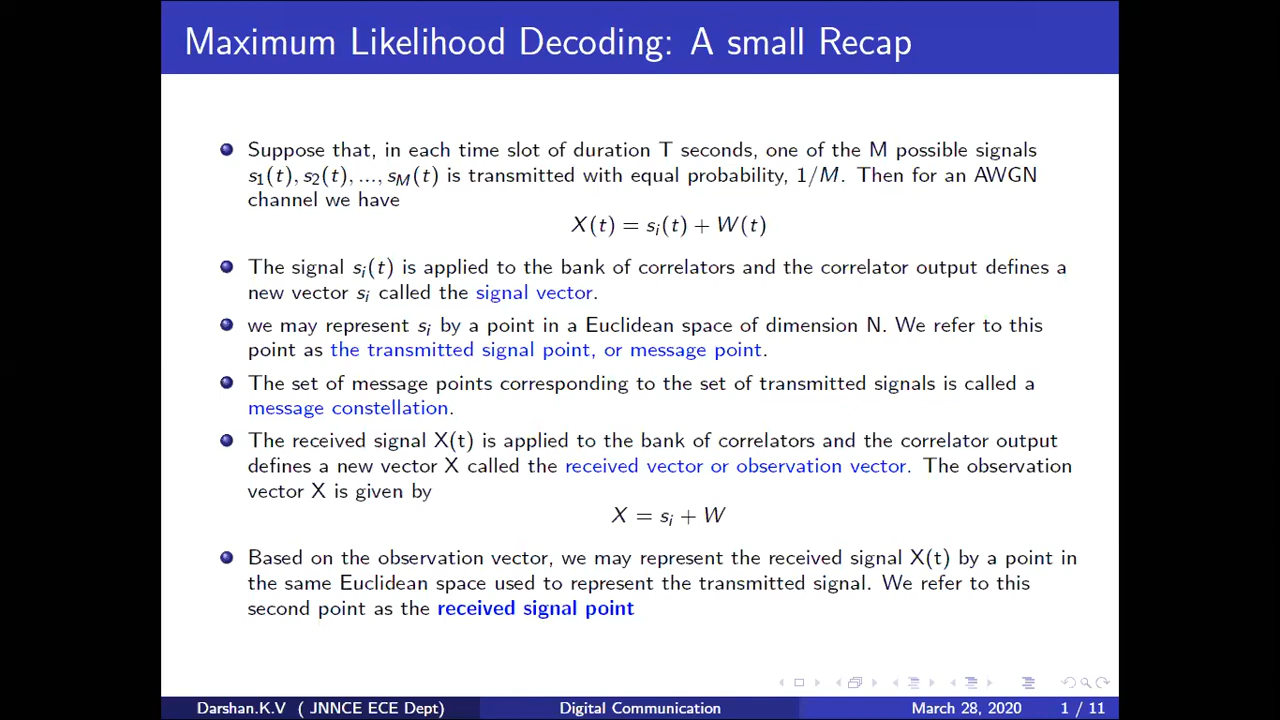 Maximum Likelihood Decoding: A small Recap
Suppose that, in each time slot of duration T seconds, one of the M possible signals
s₁(t), s₂(t), ..., s_M(t) is transmitted with equal probability, 1/M. Then for an AWGN
channel we have
X(t) = sᵢ(t) + W(t)
The signal sᵢ(t) is applied to the bank of correlators and the correlator output defines a
new vector sᵢ called the signal vector.
we may represent sᵢ by a point in a Euclidean space of dimension N. We refer to this
point as the transmitted signal point, or message point.
The set of message points corresponding to the set of transmitted signals is called a
message constellation.
The received signal X(t) is applied to the bank of correlators and the correlator output
defines a new vector X called the received vector or observation vector. The observation
vector X is given by
X = sᵢ + W
Based on the observation vector, we may represent the received signal X(t) by a point in
the same Euclidean space used to represent the transmitted signal. We refer to this
second point as the received signal point
Darshan.K.V ( JNNCE ECE Dept) Digital Communication March 28, 2020 1 / 11